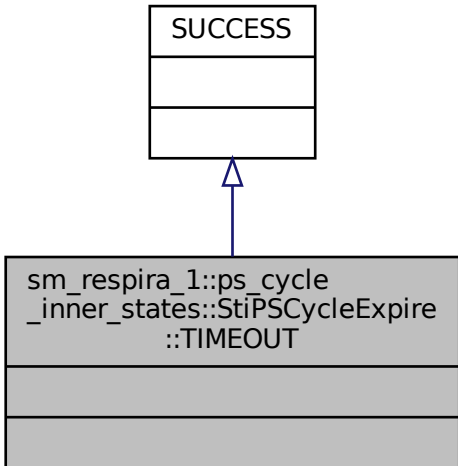 SUCCESS
sm_respira_1::ps_cycle
_inner_states::StiPSCycleExpire
::TIMEOUT